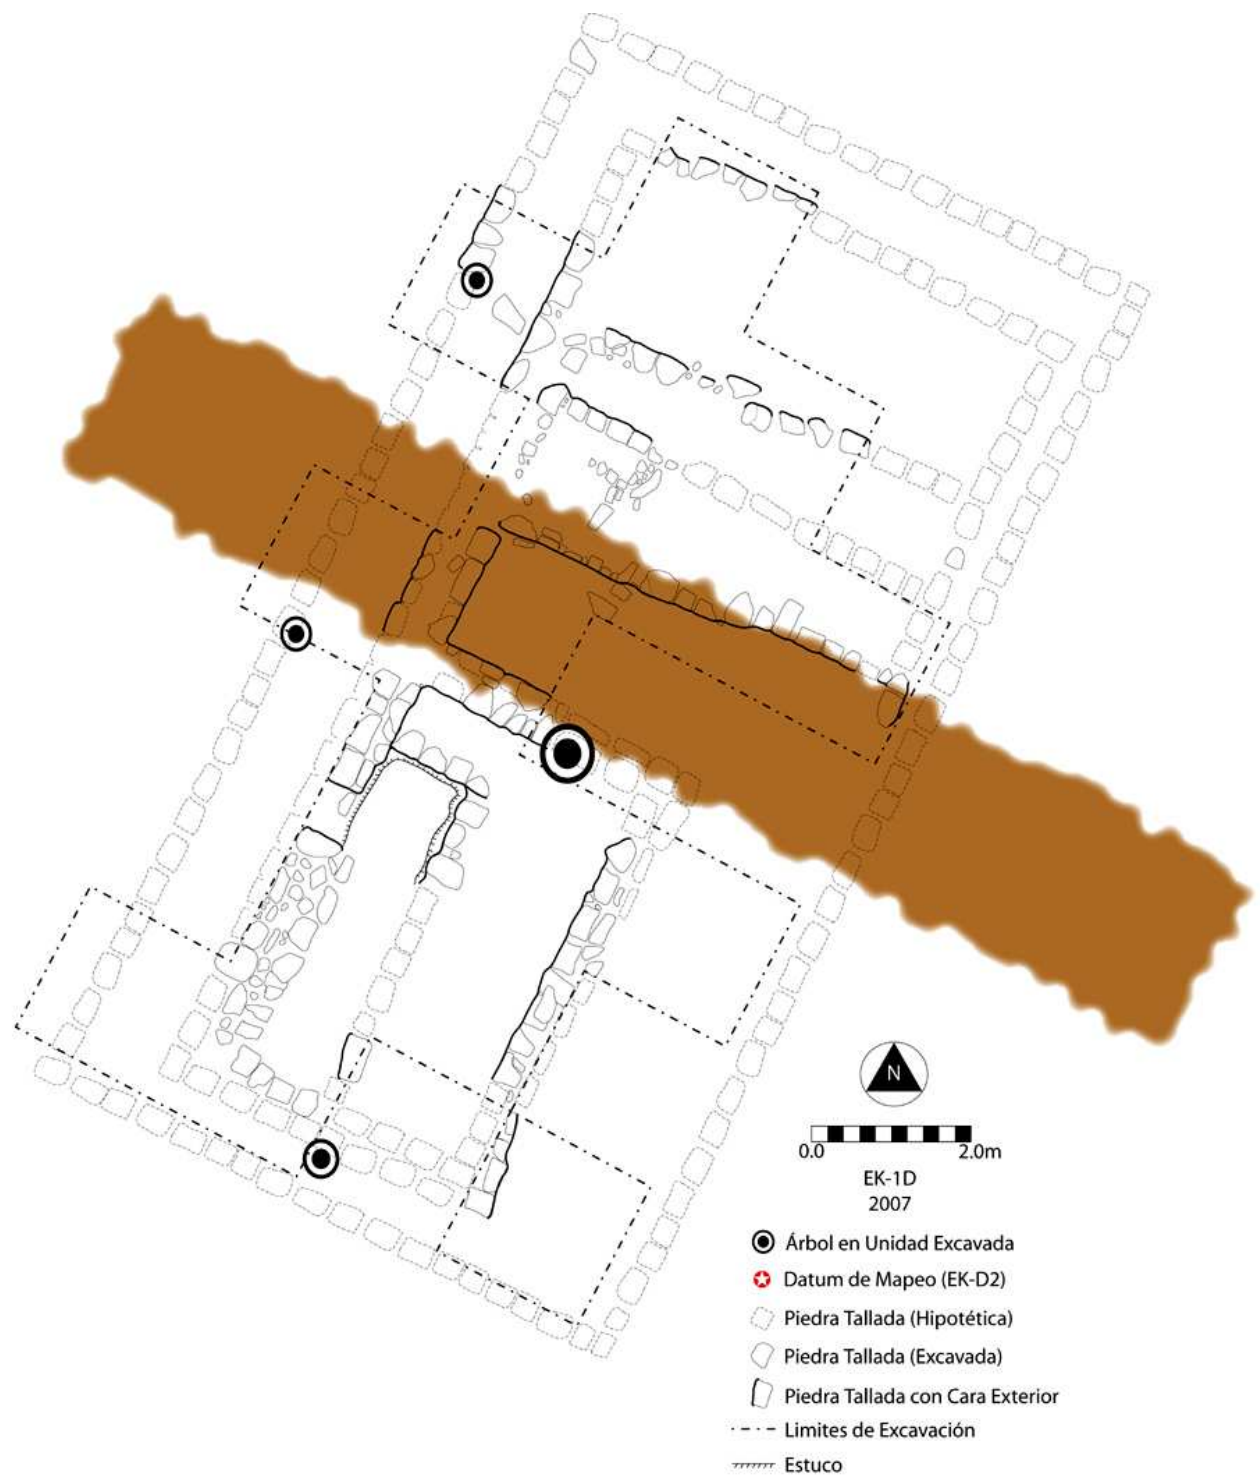 N
0.0 2.0m
EK-1D
2007
Árbol en Unidad Excavada
Datum de Mapeo (EK-D2)
Piedra Tallada (Hipotética)
Piedra Tallada (Excavada)
Piedra Tallada con Cara Exterior
Limites de Excavación
Estuco